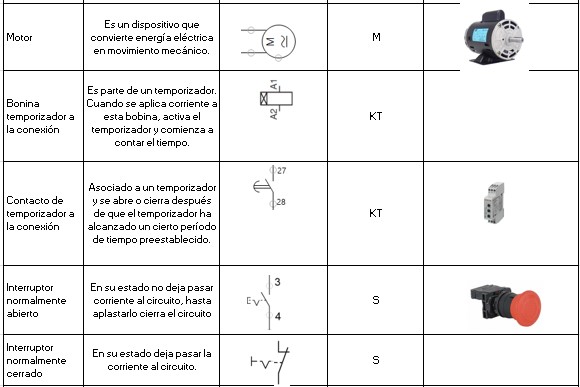 Motor
Es un dispositivo que
convierte energía eléctrica
en movimiento mecánico.
M
M
Bonina
temporizador a
la conexión
Es parte de un temporizador.
Cuando se aplica corriente a
esta bobina, activa el
temporizador y comienza a
contar el tiempo.
A1
A2
KT
Contacto de
temporizador a
la conexión
Asociado a un temporizador
y se abre o cierra después
de que el temporizador ha
alcanzado un cierto período
de tiempo preestablecido.
27
28
KT
Interruptor
normalmente
abierto
En su estado no deja pasar
corriente al circuito, hasta
aplastarlo cierra el circuito
3
4
S
Interruptor
normalmente
cerrado
En su estado deja pasar la
corriente al circuito.
S